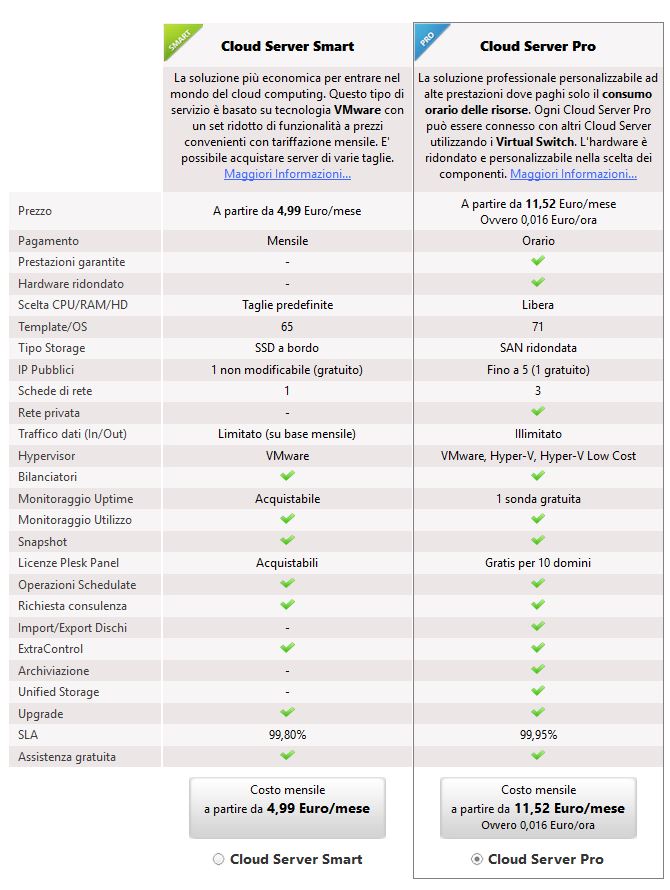 SMART
Cloud Server Smart
PRO
Cloud Server Pro
La soluzione più economica per entrare nel
mondo del cloud computing. Questo tipo di
servizio è basato su tecnologia VMware con
un set ridotto di funzionalità a prezzi
convenienti con tariffazione mensile. E'
possibile acquistare server di varie taglie.
Maggiori Informazioni...
La soluzione professionale personalizzabile ad
alte prestazioni dove paghi solo il consumo
orario delle risorse. Ogni Cloud Server Pro
può essere connesso con altri Cloud Server
utilizzando i Virtual Switch. L'hardware è
ridondato e personalizzabile nella scelta dei
componenti. Maggiori Informazioni...
Prezzo A partire da 4,99 Euro/mese A partire da 11,52 Euro/mese
Ovvero 0,016 Euro/ora
Pagamento Mensile Orario
Prestazioni garantite -
Hardware ridondato -
Scelta CPU/RAM/HD Taglie predefinite Libera
Template/OS 65 71
Tipo Storage SSD a bordo SAN ridondata
IP Pubblici 1 non modificabile (gratuito) Fino a 5 (1 gratuito)
Schede di rete 1 3
Rete privata -
Traffico dati (In/Out) Limitato (su base mensile) Illimitato
Hypervisor VMware VMware, Hyper-V, Hyper-V Low Cost
Bilanciatori
Monitoraggio Uptime Acquistabile 1 sonda gratuita
Monitoraggio Utilizzo
Snapshot
Licenze Plesk Panel Acquistabili Gratis per 10 domini
Operazioni Schedulate
Richiesta consulenza
Import/Export Dischi -
ExtraControl
Archiviazione -
Unified Storage -
Upgrade
SLA 99,80% 99,95%
Assistenza gratuita
Costo mensile
a partire da 4,99 Euro/mese
Costo mensile
a partire da 11,52 Euro/mese
Ovvero 0,016 Euro/ora
Cloud Server Smart
Cloud Server Pro